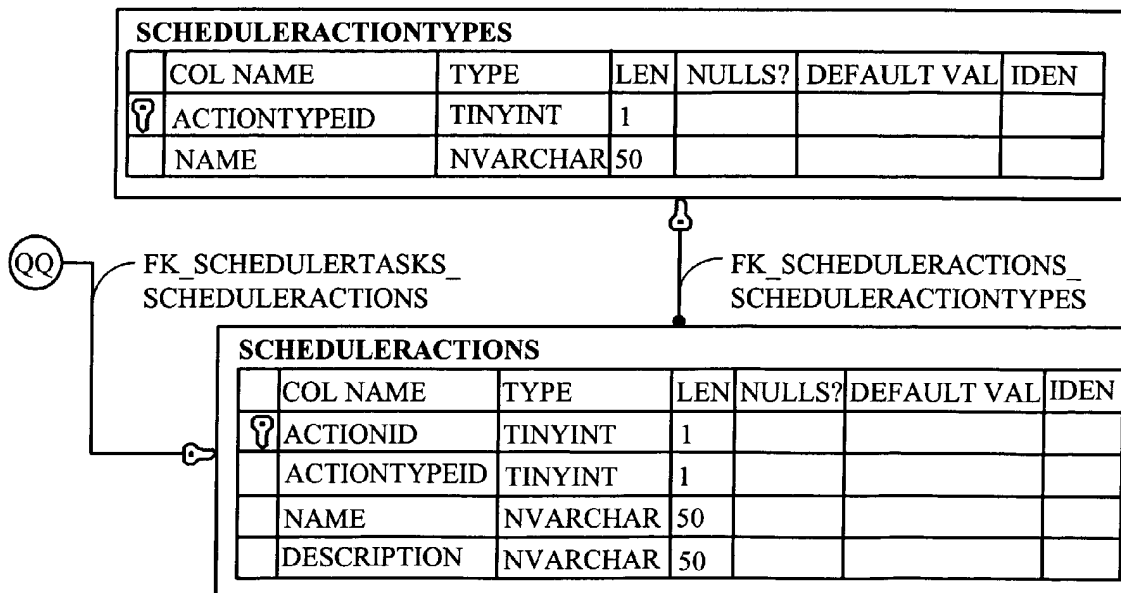 SCHEDULERACTIONTYPES
COL NAME TYPE LEN NULLS? DEFAULT VAL IDEN
ACTIONTYPEID TINYINT 1
NAME NVARCHAR 50
QQ
FK_SCHEDULERTASKS_
SCHEDULERACTIONS
FK_SCHEDULERACTIONS_
SCHEDULERACTIONTYPES
SCHEDULERACTIONS
COL NAME TYPE LEN NULLS? DEFAULT VAL IDEN
ACTIONID TINYINT 1
ACTIONTYPEID TINYINT 1
NAME NVARCHAR 50
DESCRIPTION NVARCHAR 50